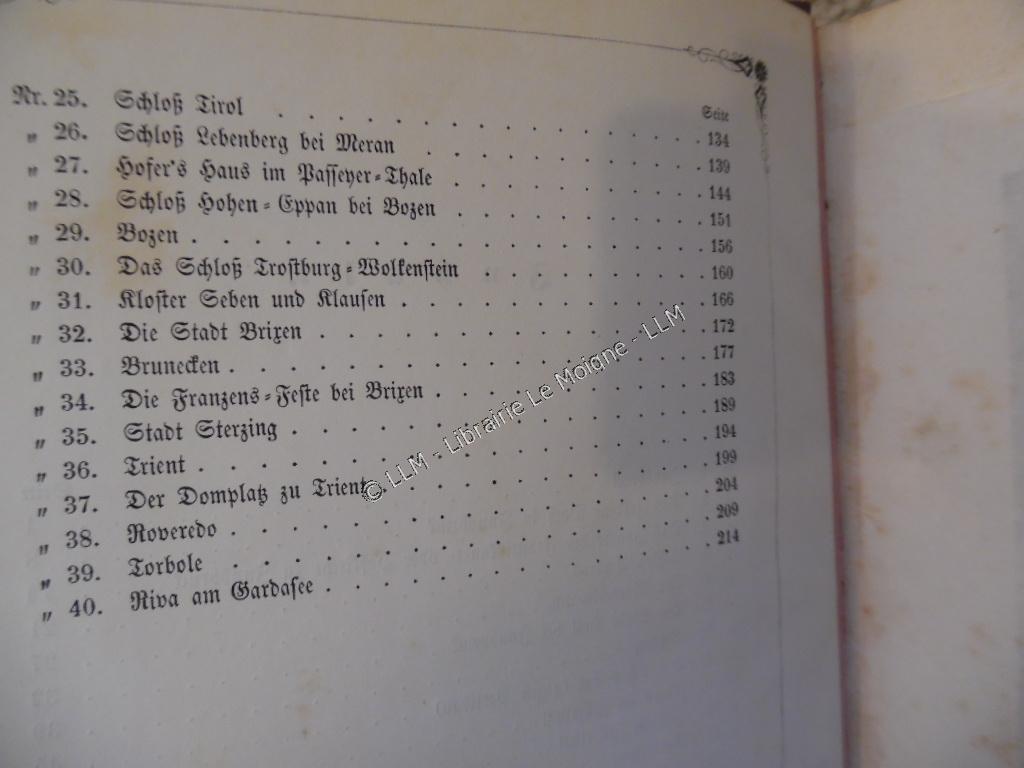 Seite
Nr. 25. Schloß Tirol . . . 134
„ 26. Schloß Lebenberg bei Meran . . . 139
„ 27. Hofer's Haus im Passeyer-Thale . . . 144
„ 28. Schloß Hohen-Eppan bei Bozen . . . 151
„ 29. Bozen . . . 156
„ 30. Das Schloß Trostburg-Wolkenstein . . . 160
„ 31. Kloster Seben und Klausen . . . 166
„ 32. Die Stadt Brixen . . . 172
„ 33. Brunecken . . . 177
„ 34. Die Franzens-Feste bei Brixen . . . 183
„ 35. Stadt Sterzing . . . 189
„ 36. Trient . . . 194
„ 37. Der Domplatz zu Trient . . . 199
„ 38. Roveredo . . . 204
„ 39. Torbole . . . 209
„ 40. Riva am Gardasee . . . 214
© LLM - Librairie Le Moigne - LLM